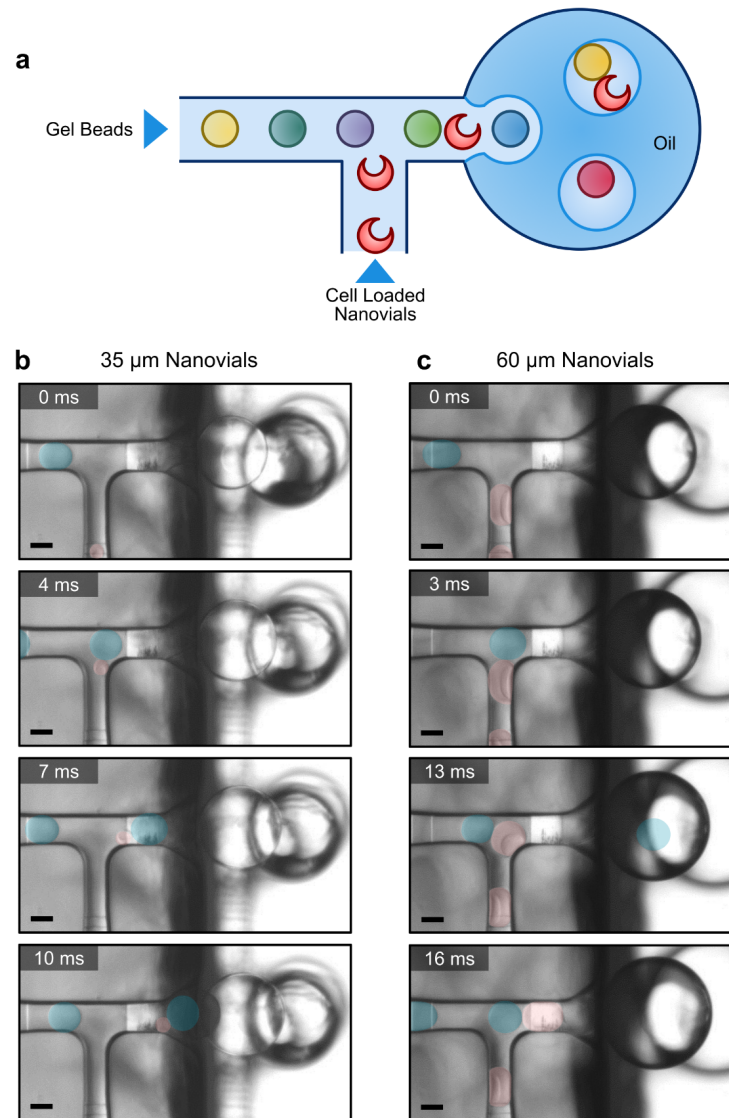 a
Gel Beads
Oil
Cell Loaded
Nanovials
b 35 µm Nanovials
0 ms
4 ms
7 ms
10 ms
c 60 µm Nanovials
0 ms
3 ms
13 ms
16 ms